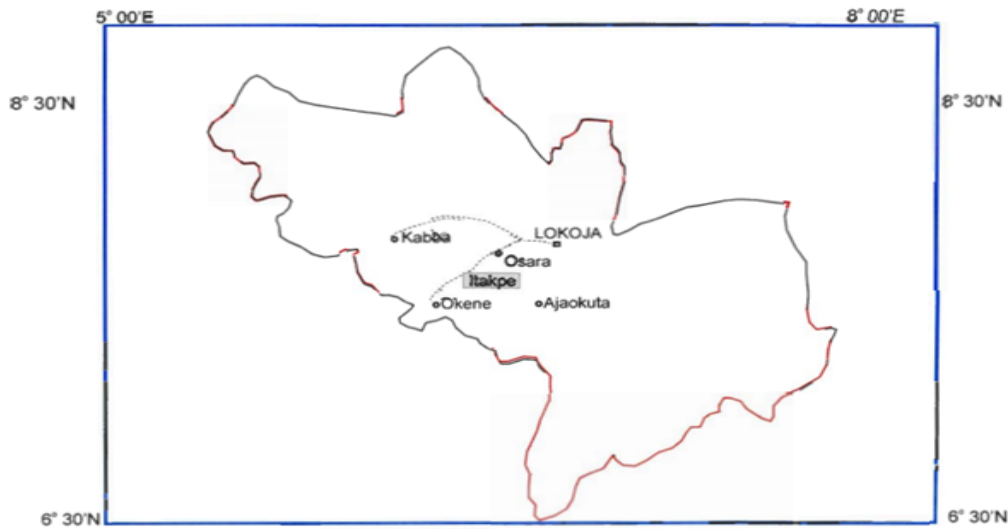 5° 00'E
8° 00'E
8° 30'N
8° 30'N
Kabba
LOKOJA
Osara
Itakpe
Okene
Ajaokuta
6° 30'N
6° 30'N